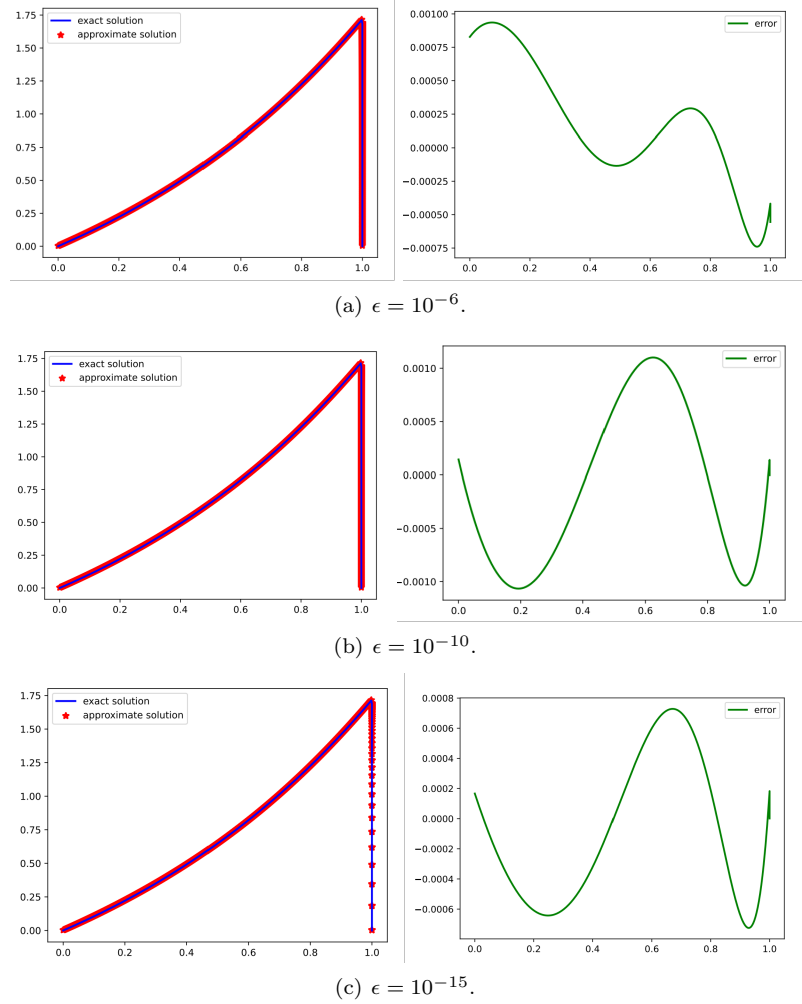 exact solution
approximate solution
1.75
1.50
1.25
1.00
0.75
0.50
0.25
0.00
0.0 0.2 0.4 0.6 0.8 1.0
error
0.00100
0.00075
0.00050
0.00025
0.00000
−0.00025
−0.00050
−0.00075
0.0 0.2 0.4 0.6 0.8 1.0
(a) ϵ = 10⁻⁶.
exact solution
approximate solution
1.75
1.50
1.25
1.00
0.75
0.50
0.25
0.00
0.0 0.2 0.4 0.6 0.8 1.0
error
0.0010
0.0005
0.0000
−0.0005
−0.0010
0.0 0.2 0.4 0.6 0.8 1.0
(b) ϵ = 10⁻¹⁰.
exact solution
approximate solution
1.75
1.50
1.25
1.00
0.75
0.50
0.25
0.00
0.0 0.2 0.4 0.6 0.8 1.0
error
0.0008
0.0006
0.0004
0.0002
0.0000
−0.0002
−0.0004
−0.0006
0.0 0.2 0.4 0.6 0.8 1.0
(c) ϵ = 10⁻¹⁵.